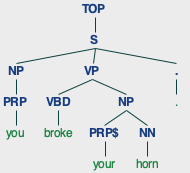 TOP
S
NP VP .
PRP VBD NP .
you broke PRP$ NN
your horn